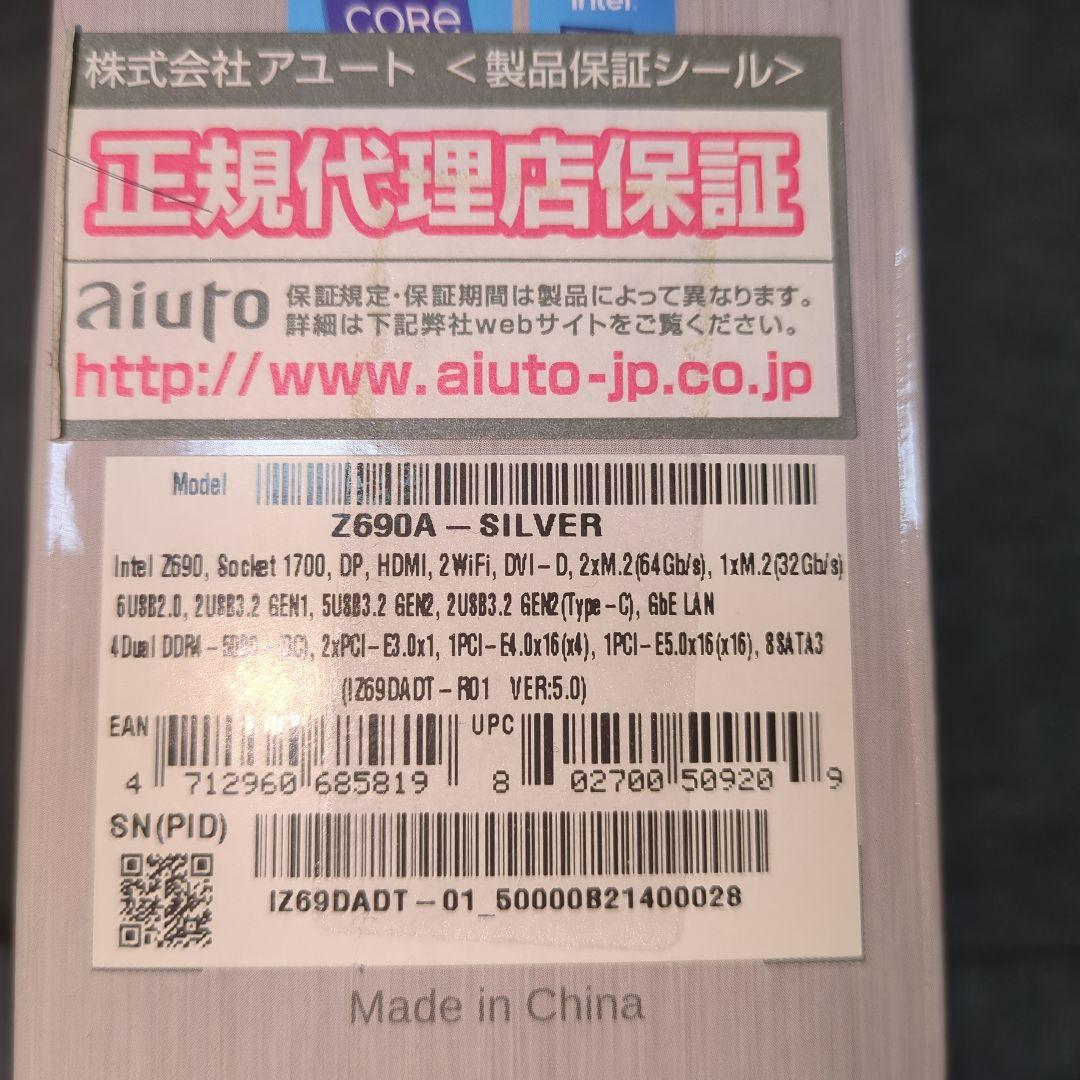 CORE
intel.
株式会社アユート <製品保証シール>
正規代理店保証
aiuto
保証規定・保証期間は製品によって異なります。
詳細は下記弊社webサイトをご覧ください。
http://www.aiuto-jp.co.jp
Model
Z690A-SILVER
Intel Z690, Socket 1700, DP, HDMI, 2WiFi, DVI-D, 2xM.2(64Gb/s), 1xM.2(32Gb/s)
6USB2.0, 2USB3.2 GEN1, 5USB3.2 GEN2, 2USB3.2 GEN2(Type-C), GbE LAN
4Dual DDR4- 2xPCI-E3.0x1, 1PCI-E4.0x16(x4), 1PCI-E5.0x16(x16), 8SATA3
(IZ69DADT-R01 VER:5.0)
EAN
4 712960 685819
UPC
8 02700 50920 9
SN(PID)
IZ69DADT-01_50000B21400028
Made in China